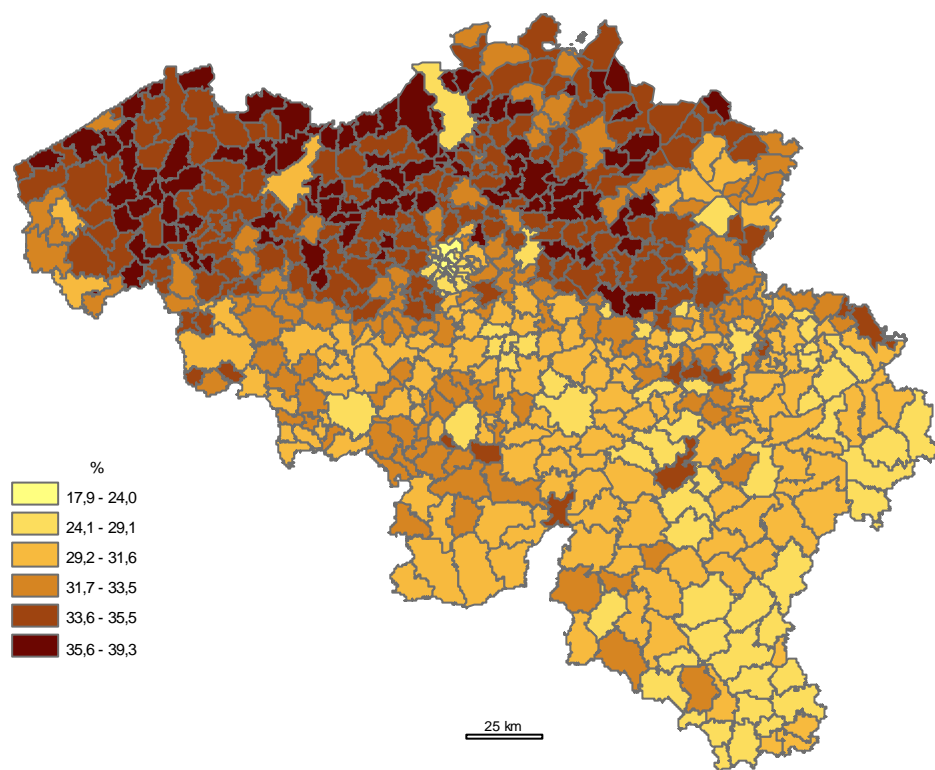 %
17,9 - 24,0
24,1 - 29,1
29,2 - 31,6
31,7 - 33,5
33,6 - 35,5
35,6 - 39,3
25 km